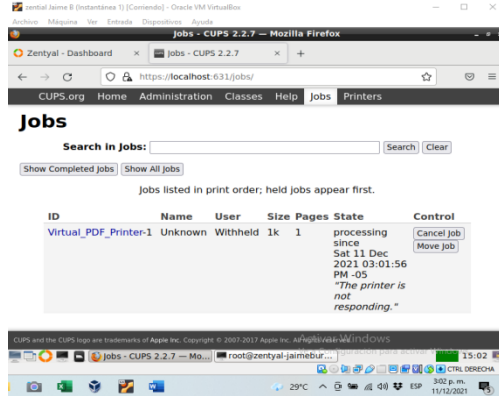 zential Jaime B (Instantánea 1) [Corriendo] - Oracle VM VirtualBox
Archivo Máquina Ver Entrada Dispositivos Ayuda
Jobs - CUPS 2.2.7 — Mozilla Firefox
Zentyal - Dashboard × Jobs - CUPS 2.2.7 × +
https://localhost:631/jobs/
CUPS.org Home Administration Classes Help Jobs Printers
Jobs
Search in Jobs: Search Clear
Show Completed Jobs Show All Jobs
Jobs listed in print order; held jobs appear first.
ID Name User Size Pages State Control
Virtual_PDF_Printer-1 Unknown Withheld 1k 1 processing Cancel Job
since Move Job
Sat 11 Dec
2021 03:01:56
PM -05
"The printer is
not
responding."
CUPS and the CUPS logo are trademarks of Apple Inc. Copyright © 2007-2017 Apple Inc. All rights reserved.
Windows
Jobs - CUPS 2.2.7 — Mo... root@zentyal-jaimebur... 15:02
CTRL DERECHA
29°C ESP 3:02 p. m.
11/12/2021